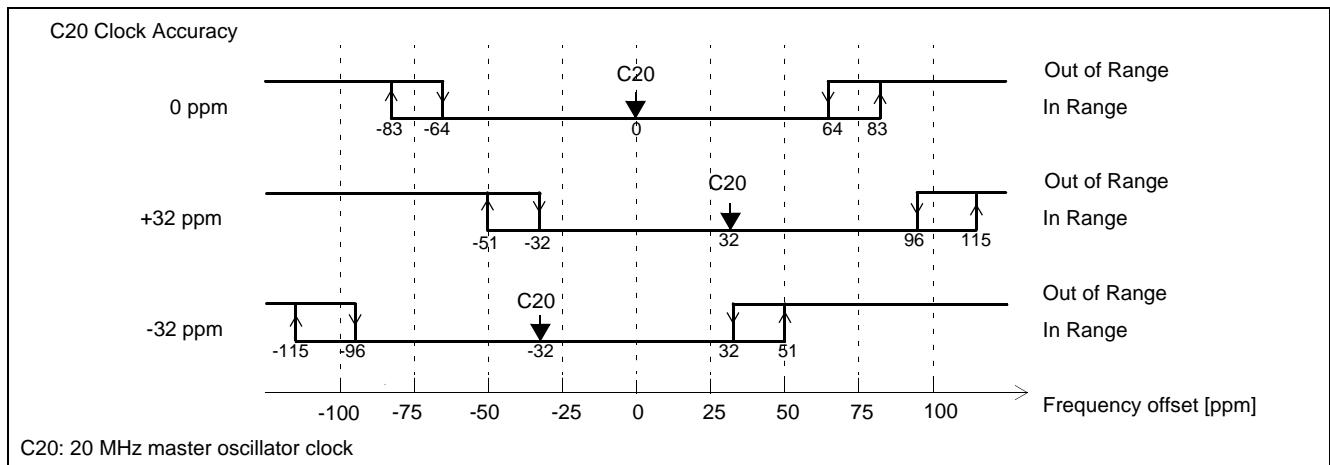 C20 Clock Accuracy
C20
Out of Range
0 ppm
In Range
-83 -64 0 64 83
C20
Out of Range
+32 ppm
In Range
-51 -32 32 96 115
C20
Out of Range
-32 ppm
In Range
-115 -96 -32 32 51
-100 -75 -50 -25 0 25 50 75 100 Frequency offset [ppm]
C20: 20 MHz master oscillator clock